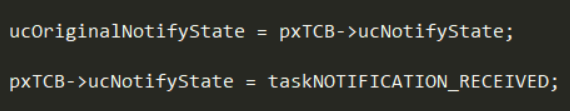 ucOriginalNotifyState = pxTCB->ucNotifyState;
pxTCB->ucNotifyState = taskNOTIFICATION_RECEIVED;